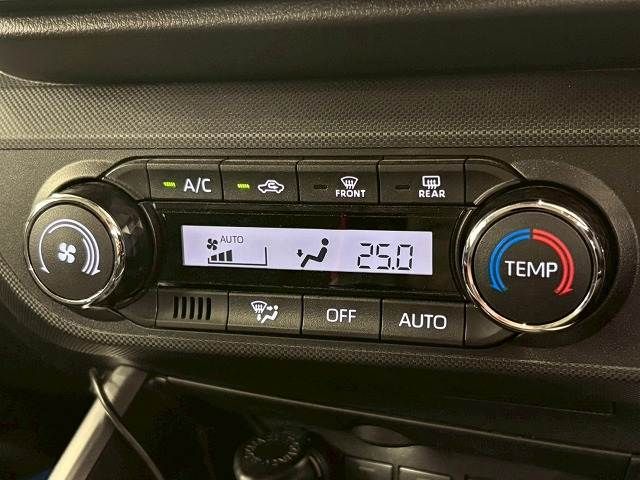 A/C
FRONT
REAR
AUTO
25.0
TEMP
OFF
AUTO